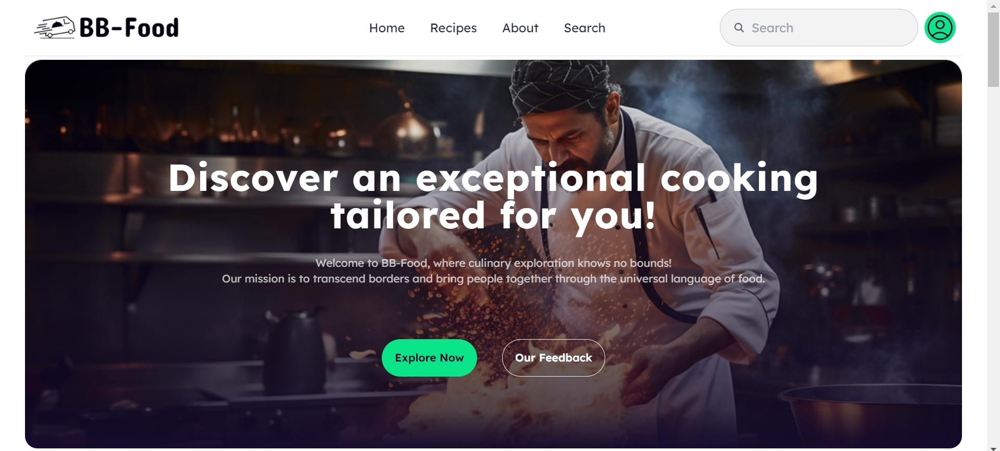 BB-Food
Home
Recipes
About
Search
Search
Discover an exceptional cooking
tailored for you!
Welcome to BB-Food, where culinary exploration knows no bounds!
Our mission is to transcend borders and bring people together through the universal language of food.
Explore Now
Our Feedback